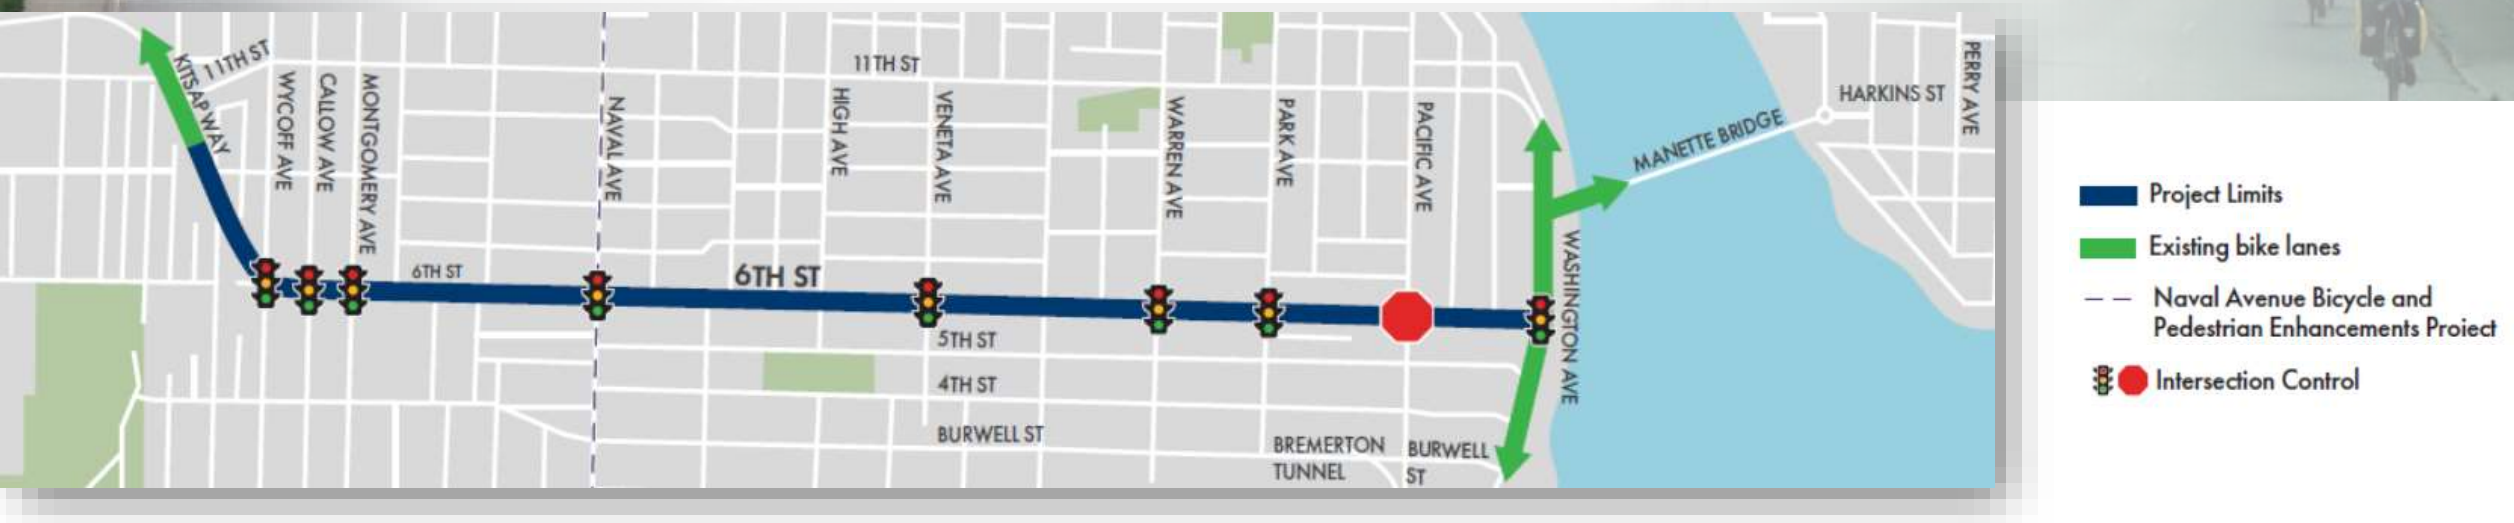 KITSAP WAY
11TH ST
WYCOFF AVE
CALLOW AVE
MONTGOMERY AVE
NAVAL AVE
11TH ST
HIGH AVE
VENETA AVE
WARREN AVE
PARK AVE
PACIFIC AVE
MANETTE BRIDGE
HARKINS ST
PERRY AVE
6TH ST
6TH ST
WASHINGTON AVE
5TH ST
4TH ST
BURWELL ST
BREMERTON
TUNNEL
BURWELL
ST
Project Limits
Existing bike lanes
Naval Avenue Bicycle and
Pedestrian Enhancements Project
Intersection Control